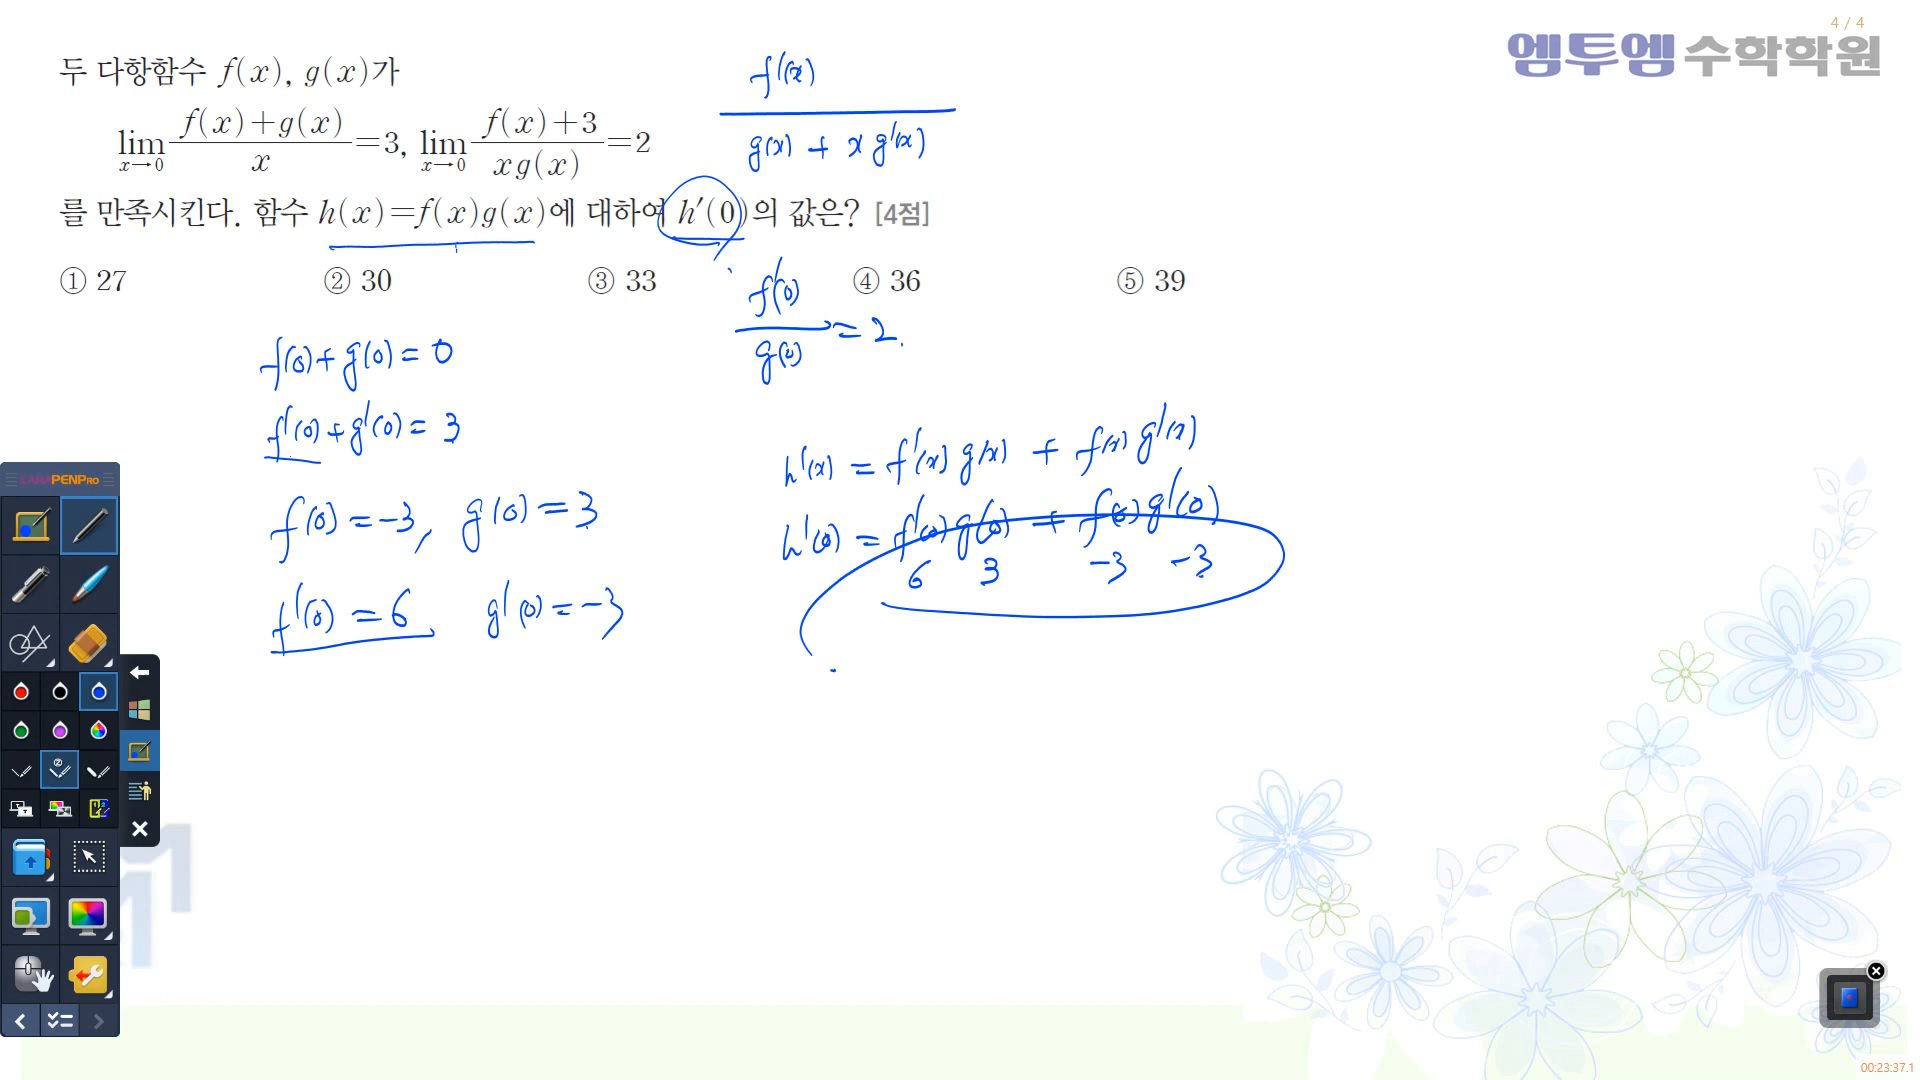 4 / 4
엠투엠 수학학원
두 다항함수 f(x), g(x)가
lim x→0 (f(x)+g(x))/x = 3, lim x→0 (f(x)+3)/(xg(x)) = 2
를 만족시킨다. 함수 h(x)=f(x)g(x)에 대하여 h′(0)의 값은? [4점]
① 27 ② 30 ③ 33 ④ 36 ⑤ 39
f′(x)
g(x) + x g′(x)
f′(0)
g(0)
= 2.
f(0)+g(0)=0
f′(0)+g′(0)=3
f(0)=-3, g(0)=3
f′(0)=6 g′(0)=-3
h′(x) = f′(x)g(x) + f(x)g′(x)
h′(0) = f′(0)g(0) + f(0)g′(0)
6 3 -3 -3
PENPRO
②
00:23:37.1